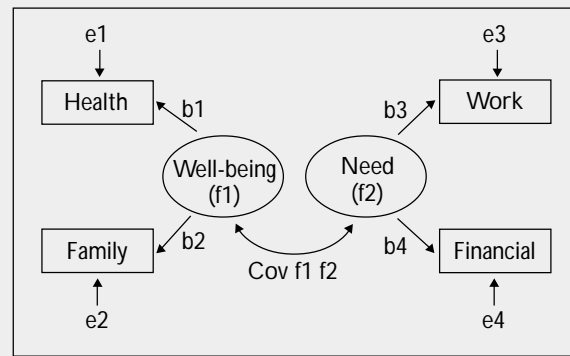 e1
e3
Health
b1
b3
Work
Well-being
(f1)
Need
(f2)
Family
b2
Cov f1 f2
b4
Financial
e2
e4